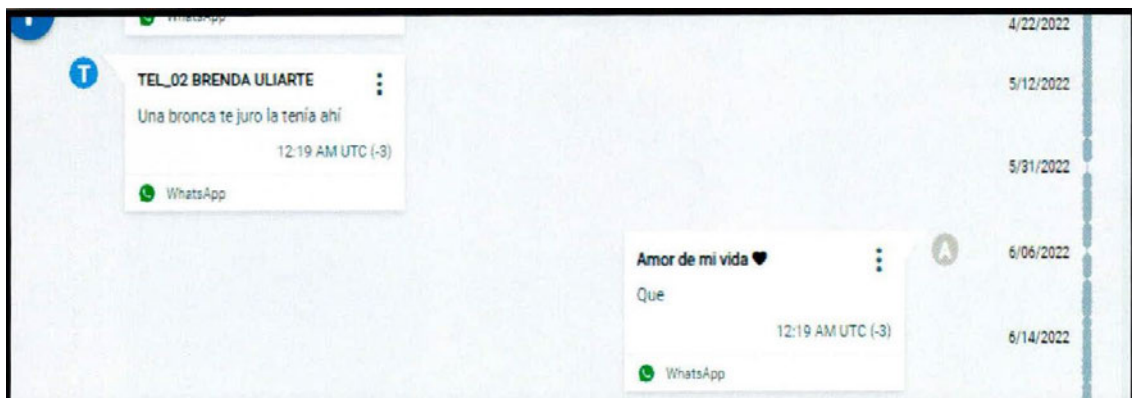 WhatsApp
4/22/2022
T
TEL_02 BRENDA ULIARTE
5/12/2022
Una bronca te juro la tenía ahí
12:19 AM UTC (-3)
5/31/2022
WhatsApp
A
Amor de mi vida ♥
6/06/2022
Que
12:19 AM UTC (-3)
6/14/2022
WhatsApp